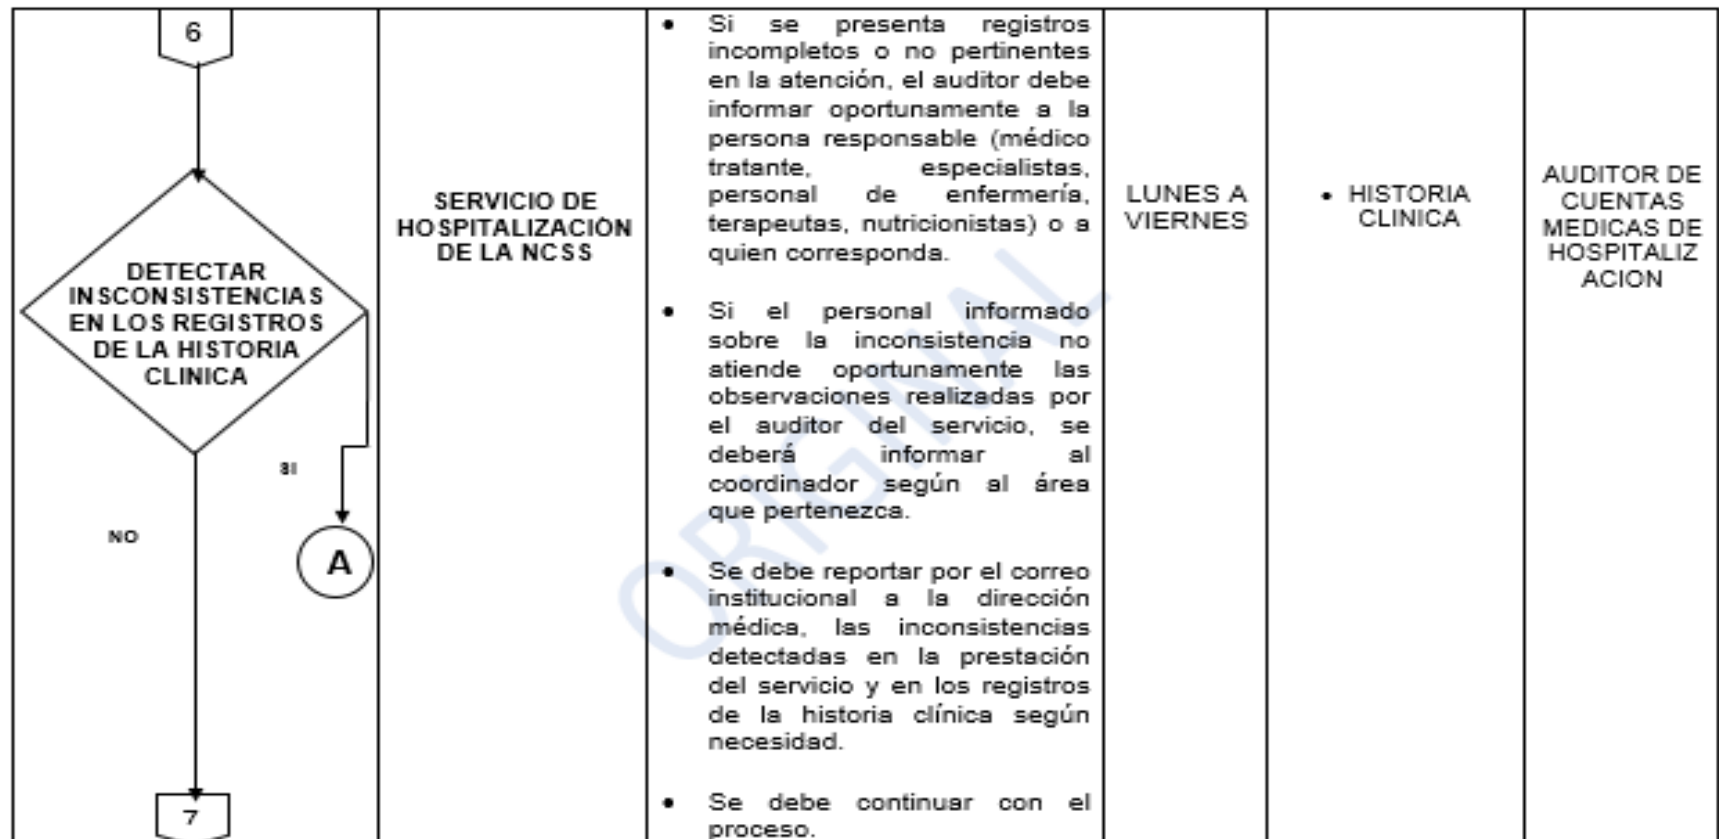 6
DETECTAR
INSCONSISTENCIAS
EN LOS REGISTROS
DE LA HISTORIA
CLINICA
SI
NO
A
7
SERVICIO DE
HOSPITALIZACIÓN
DE LA NCSS
• Si se presenta registros
incompletos o no pertinentes
en la atención, el auditor debe
informar oportunamente a la
persona responsable (médico
tratante, especialistas,
personal de enfermería,
terapeutas, nutricionistas) o a
quien corresponda.
• Si el personal informado
sobre la inconsistencia no
atiende oportunamente las
observaciones realizadas por
el auditor del servicio, se
deberá informar al
coordinador según al área
que pertenezca.
• Se debe reportar por el correo
institucional a la dirección
médica, las inconsistencias
detectadas en la prestación
del servicio y en los registros
de la historia clínica según
necesidad.
• Se debe continuar con el
proceso.
LUNES A
VIERNES
• HISTORIA
CLINICA
AUDITOR DE
CUENTAS
MEDICAS DE
HOSPITALIZ
ACION
ORIGINAL